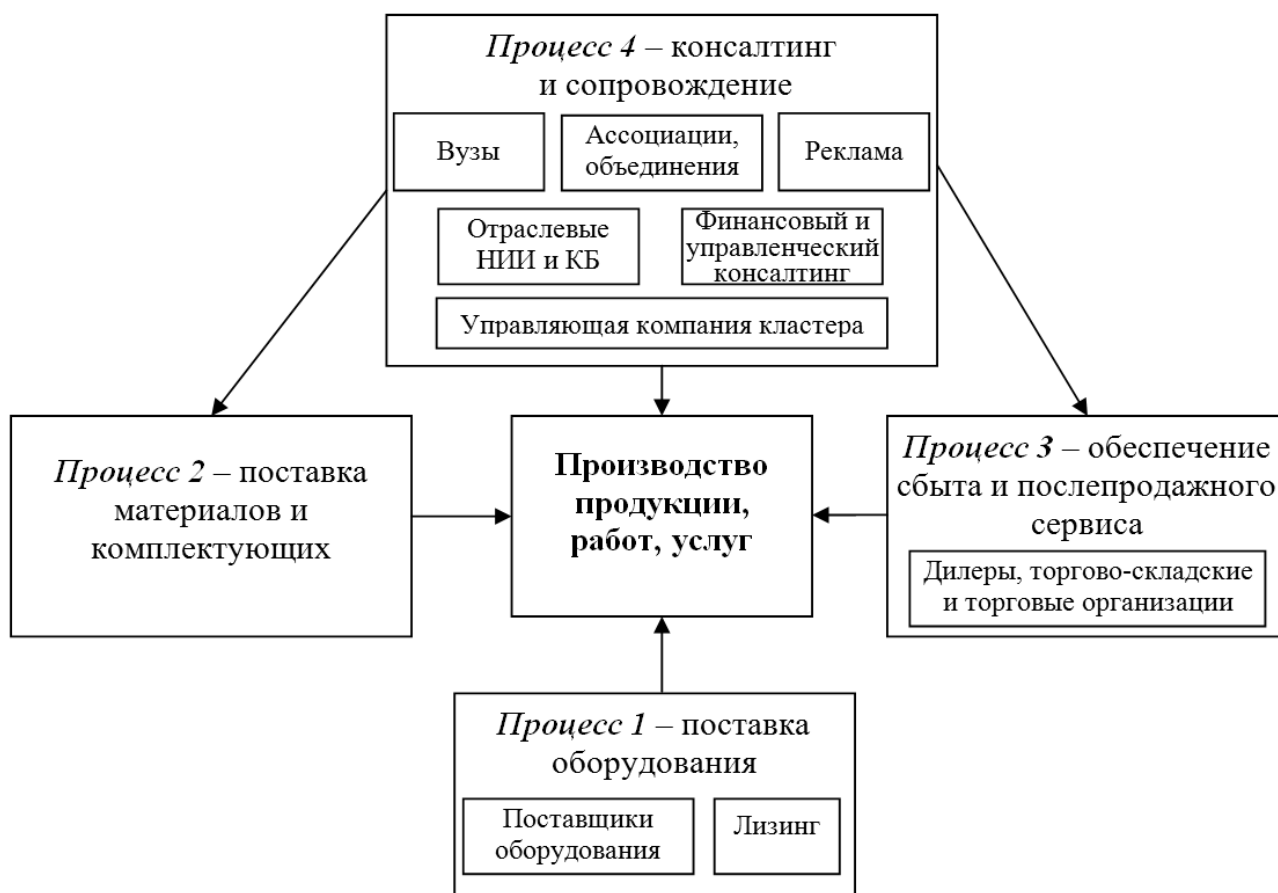 Процесс 4 – консалтинг
и сопровождение
Вузы
Ассоциации,
объединения
Реклама
Отраслевые
НИИ и КБ
Финансовый и
управленческий
консалтинг
Управляющая компания кластера
Процесс 2 – поставка
материалов и
комплектующих
Производство
продукции,
работ, услуг
Процесс 3 – обеспечение
сбыта и послепродажного
сервиса
Дилеры, торгово-складские
и торговые организации
Процесс 1 – поставка
оборудования
Поставщики
оборудования
Лизинг